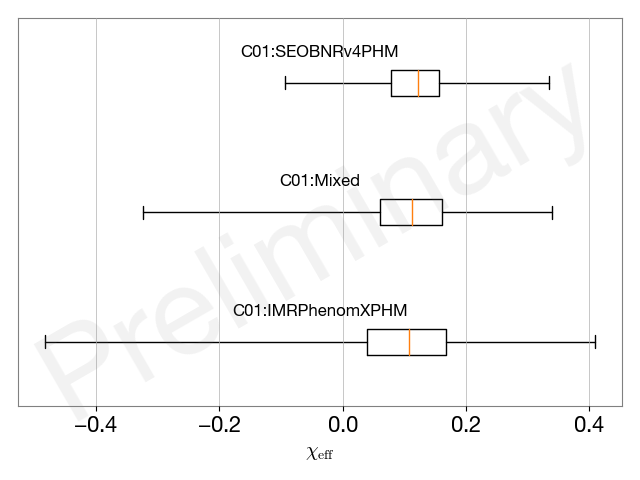 C01:SEOBNRv4PHM
C01:Mixed
C01:IMRPhenomXPHM
Preliminary
−0.4 −0.2 0.0 0.2 0.4
χeff